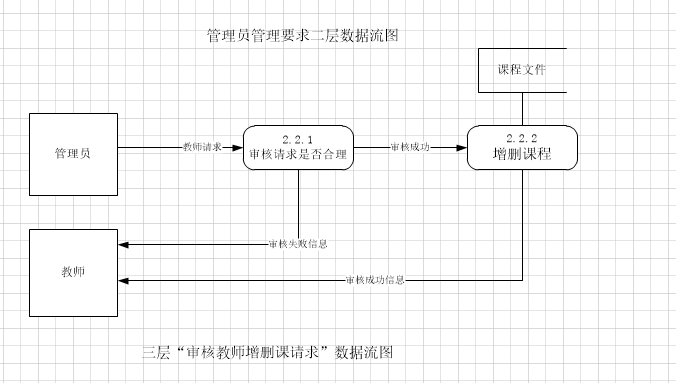 管理员管理要求二层数据流图
课程文件
管理员
教师请求
2.2.1
审核请求是否合理
审核成功
2.2.2
增删课程
审核失败信息
教师
审核成功信息
三层“审核教师增删课请求”数据流图